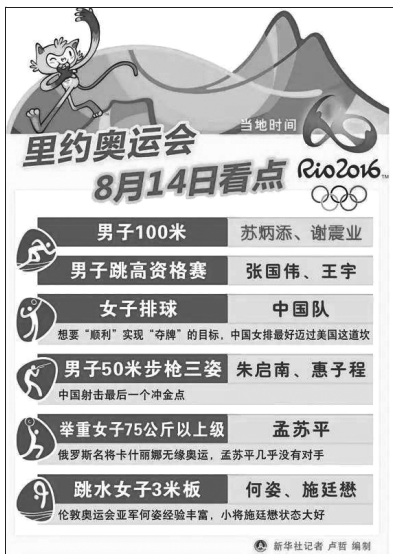 当地时间
里约奥运会
8月14日看点
Rio2016™
男子100米 苏炳添、谢震业
男子跳高资格赛 张国伟、王宇
女子排球 中国队
想要“顺利”实现“夺牌”的目标，中国女排最好迈过美国这道坎
男子50米步枪三姿 朱启南、惠子程
中国射击最后一个冲金点
举重女子75公斤以上级 孟苏平
俄罗斯名将卡什丽娜无缘奥运，孟苏平几乎没有对手
跳水女子3米板 何姿、施廷懋
伦敦奥运会亚军何姿经验丰富，小将施廷懋状态大好
新华社记者 卢哲 编制